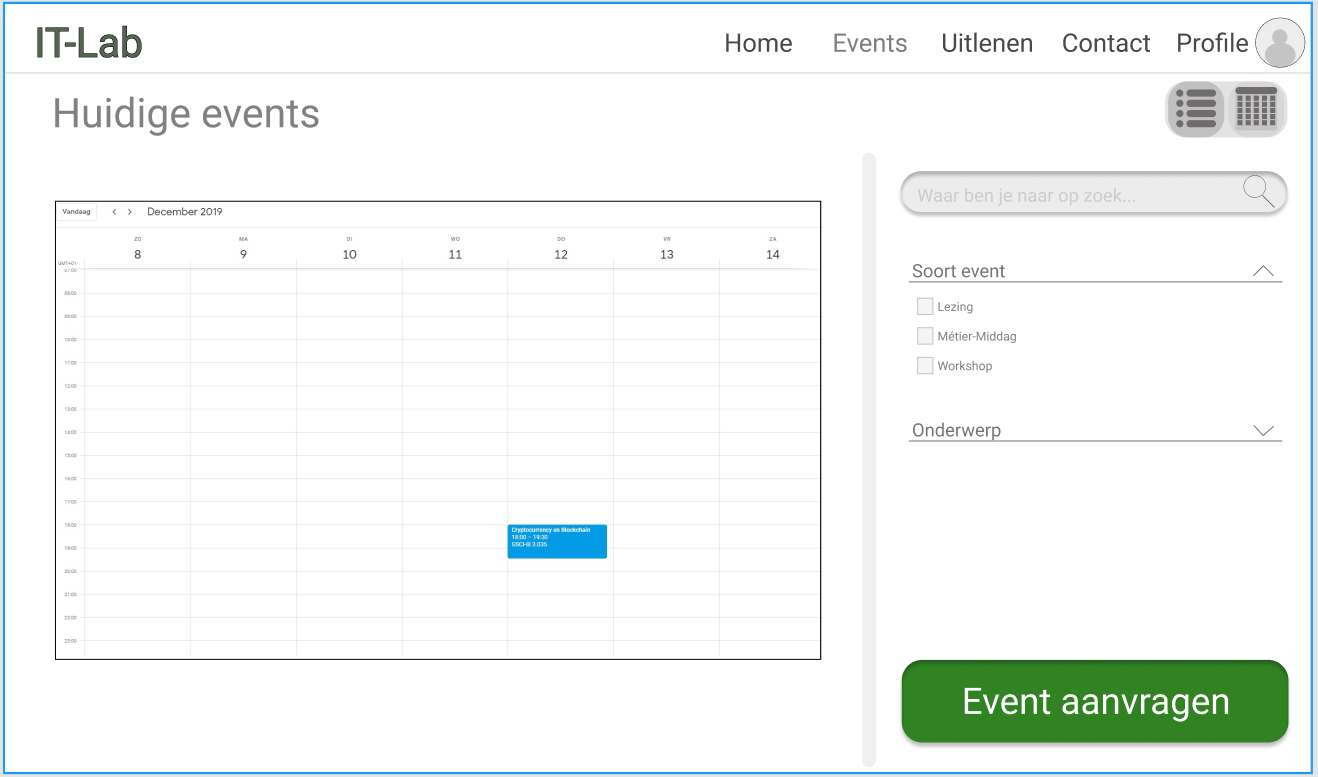 IT-Lab
Home Events Uitlenen Contact Profile
Huidige events
Waar ben je naar op zoek...
Vandaag < > December 2019
ZO MA DI WO DO VR ZA
8 9 10 11 12 13 14
GMT+01
07:00
08:00
09:00
10:00
11:00
12:00
13:00
14:00
15:00
16:00
17:00
18:00
19:00
20:00
21:00
22:00
23:00
Cryptocurrency en Blockchain
18:00 – 19:30
GSCH-B 3.035
Soort event
Lezing
Métier-Middag
Workshop
Onderwerp
Event aanvragen